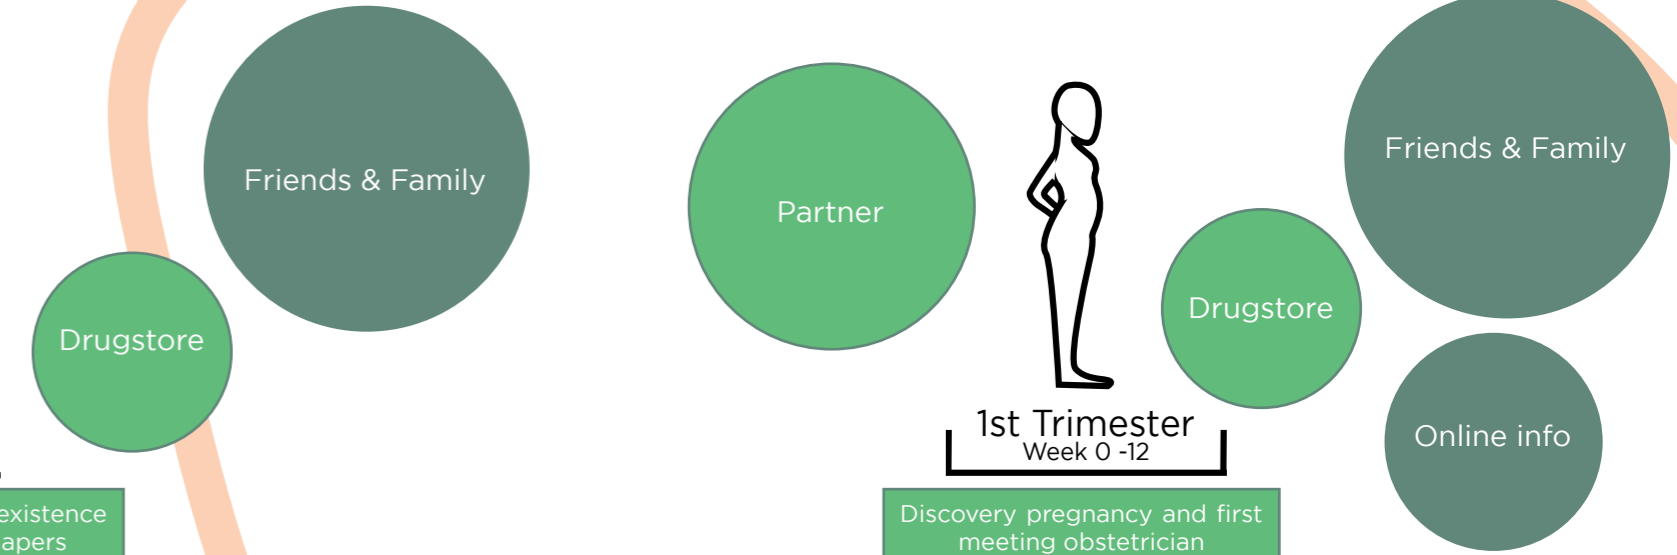 Friends & Family
Drugstore
existence
apers
Partner
1st Trimester
Week 0 -12
Discovery pregnancy and first
meeting obstetrician
Drugstore
Friends & Family
Online info